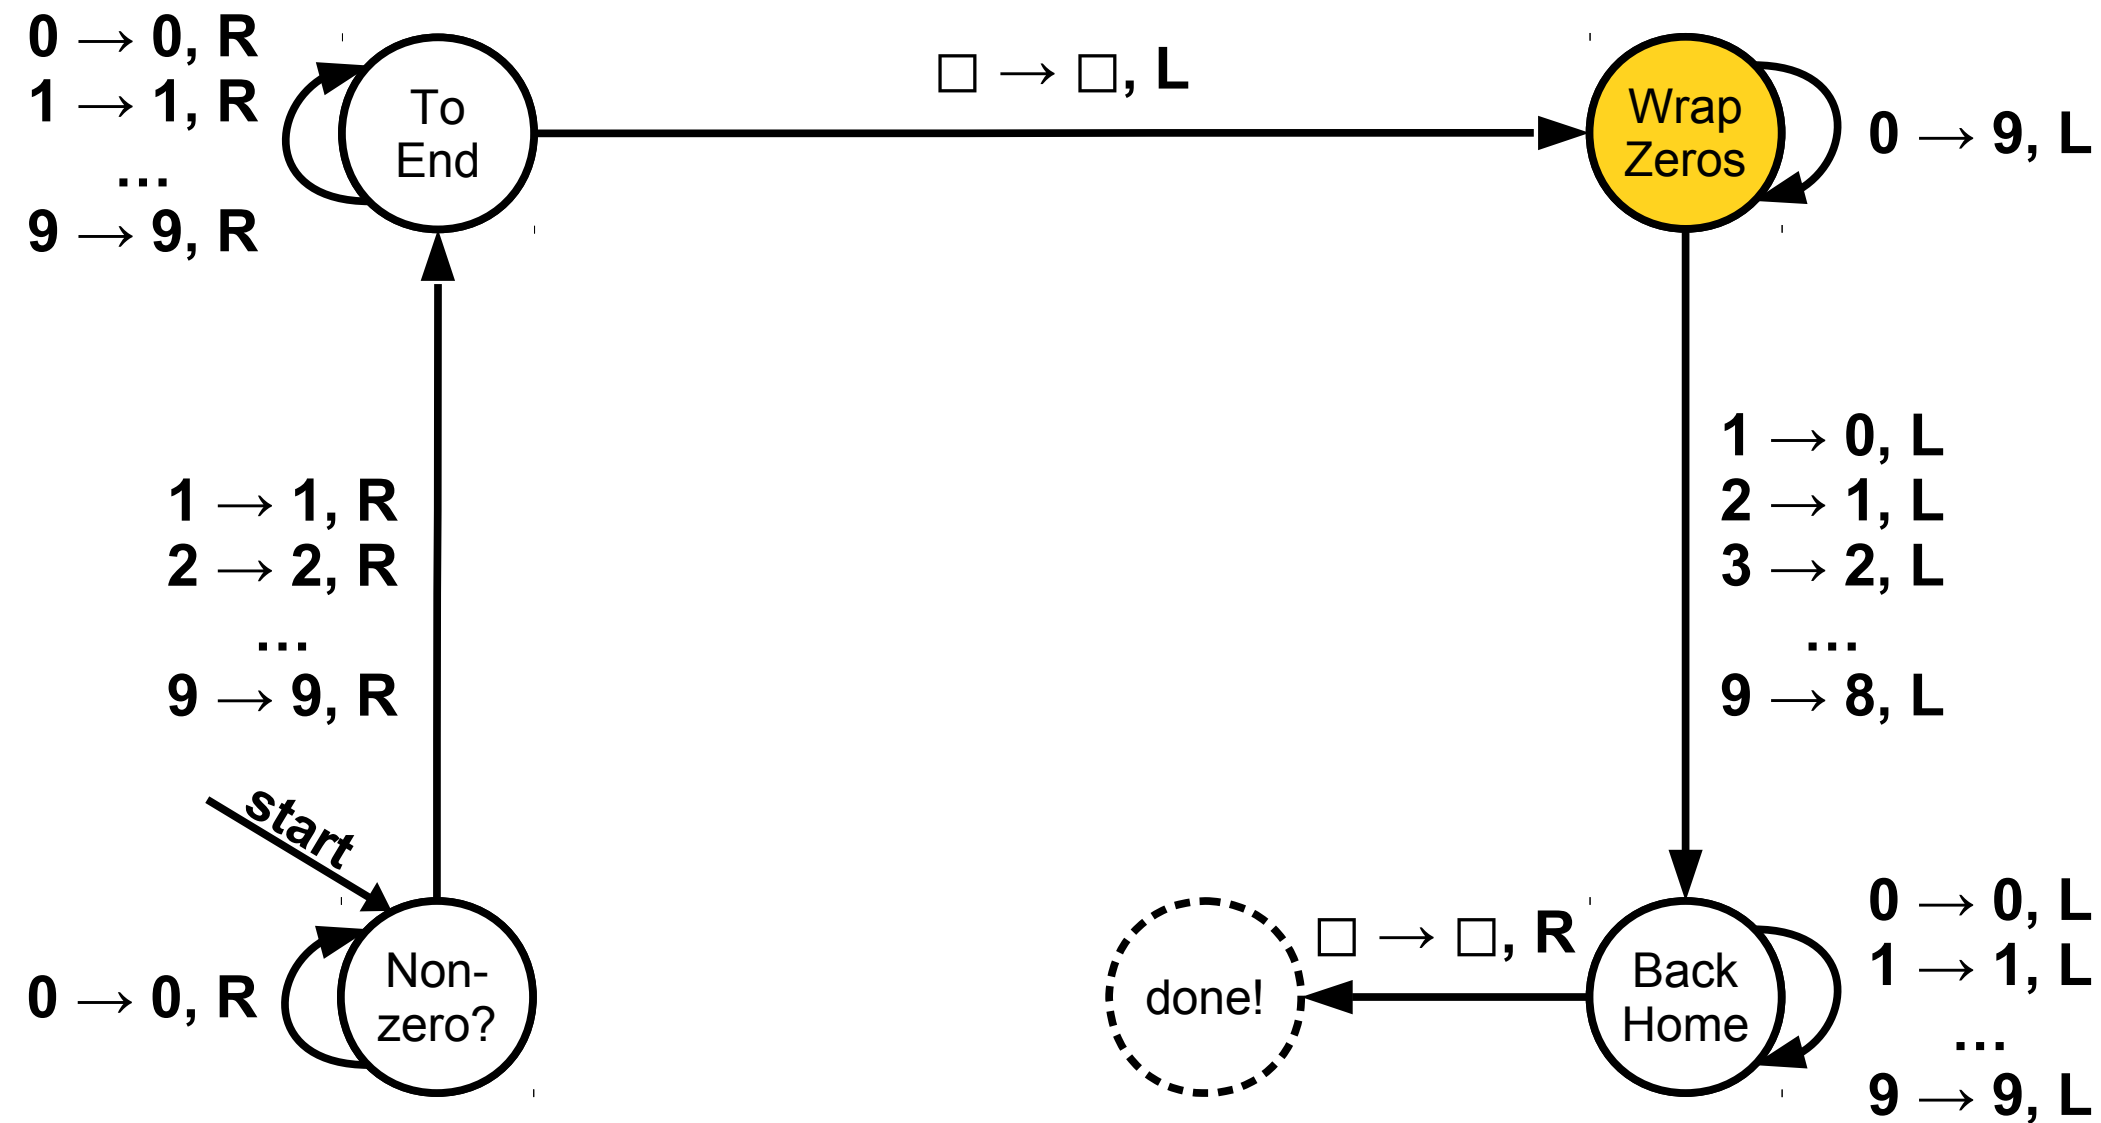 0 → 0, R
1 → 1, R
...
9 → 9, R
To
End
□ → □, L
Wrap
Zeros
0 → 9, L
1 → 1, R
2 → 2, R
...
9 → 9, R
1 → 0, L
2 → 1, L
3 → 2, L
...
9 → 8, L
start
0 → 0, R
Non-
zero?
done!
□ → □, R
Back
Home
0 → 0, L
1 → 1, L
...
9 → 9, L